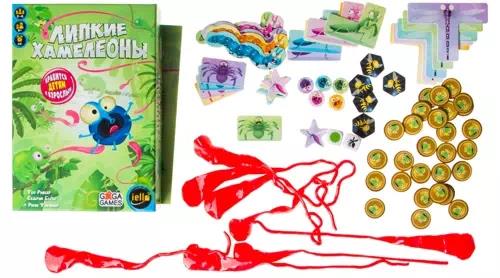 ЛИПКИЕ
ХАМЕЛЕОНЫ
НРАВИТСЯ
ДЕТЯМ
И ВЗРОСЛЫМ!
GAGA
GAMES
iello